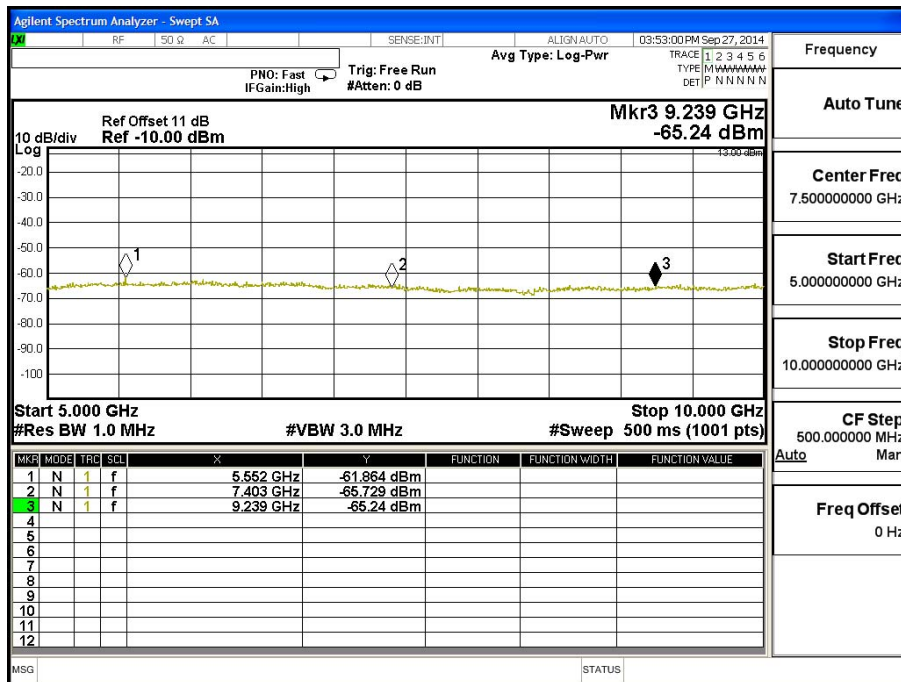 Agilent Spectrum Analyzer - Swept SA
LXI RF 50 Ω AC SENSE:INT ALIGN AUTO 03:53:00 PM Sep 27, 2014
Avg Type: Log-Pwr
TRACE 1 2 3 4 5 6
TYPE M W W W W W
DET P N N N N N
PNO: Fast
IFGain:High
Trig: Free Run
#Atten: 0 dB
Mkr3 9.239 GHz
-65.24 dBm
Ref Offset 11 dB
10 dB/div Ref -10.00 dBm
Log
-13.00 dBm
-20.0
-30.0
-40.0
-50.0
-60.0
-70.0
-80.0
-90.0
-100
1
2
3
Start 5.000 GHz Stop 10.000 GHz
#Res BW 1.0 MHz #VBW 3.0 MHz #Sweep 500 ms (1001 pts)
MKR MODE TRC SCL X Y FUNCTION FUNCTION WIDTH FUNCTION VALUE
1 N 1 f 5.552 GHz -61.864 dBm
2 N 1 f 7.403 GHz -65.729 dBm
3 N 1 f 9.239 GHz -65.24 dBm
4
5
6
7
8
9
10
11
12
MSG STATUS
Frequency
Auto Tune
Center Freq
7.500000000 GHz
Start Freq
5.000000000 GHz
Stop Freq
10.000000000 GHz
CF Step
500.000000 MHz
Auto Man
Freq Offset
0 Hz